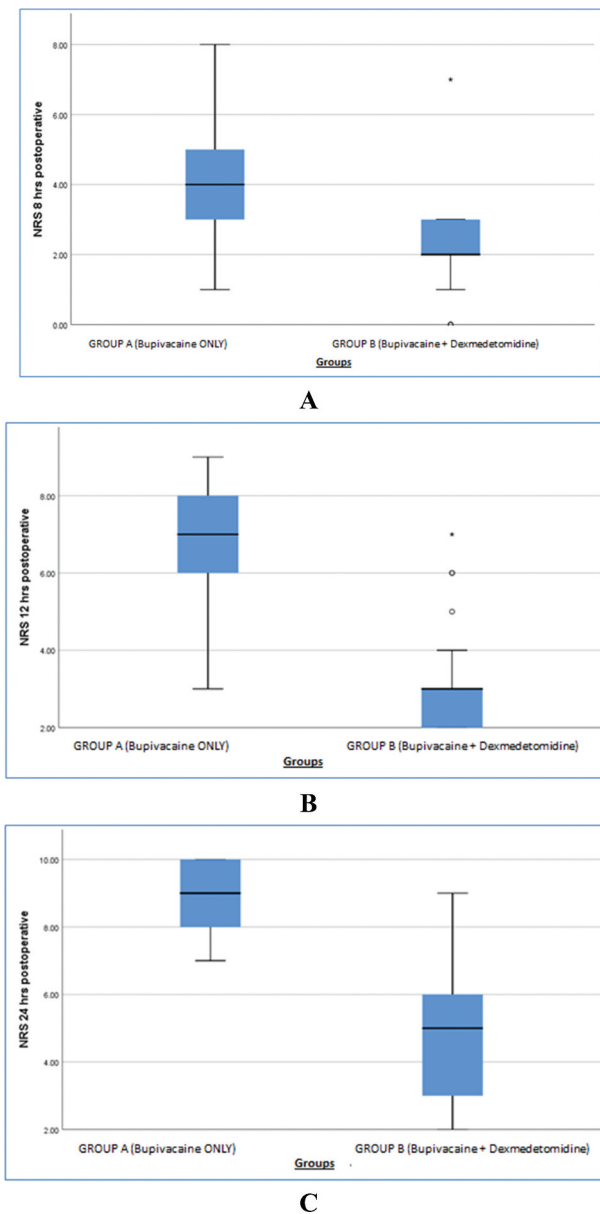 NRS 8 hrs postoperative
8.00
6.00
4.00
2.00
0.00
GROUP A (Bupivacaine ONLY) GROUP B (Bupivacaine + Dexmedetomidine)
Groups
A
NRS 12 hrs postoperative
8.00
6.00
4.00
2.00
GROUP A (Bupivacaine ONLY) GROUP B (Bupivacaine + Dexmedetomidine)
Groups
B
NRS 24 hrs postoperative
10.00
8.00
6.00
4.00
2.00
GROUP A (Bupivacaine ONLY) GROUP B (Bupivacaine + Dexmedetomidine)
Groups .
C